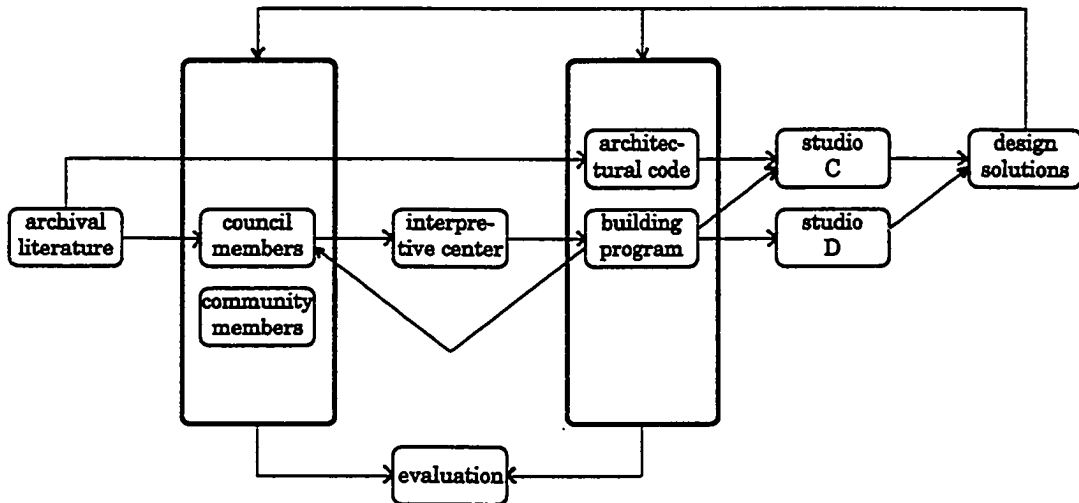 architec-
tural code
studio
C
design
solutions
archival
literature
council
members
interpre-
tive center
building
program
studio
D
community
members
evaluation